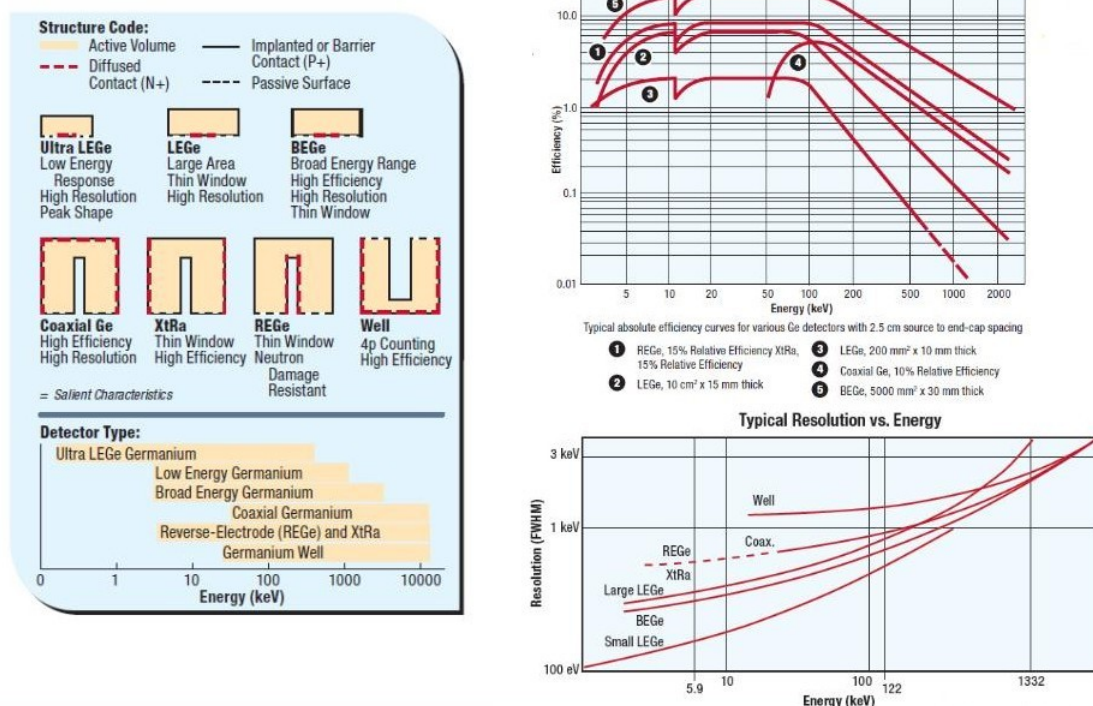 Structure Code:
Active Volume
Implanted or Barrier
Contact (P+)
Diffused
Contact (N+)
Passive Surface
Ultra LEGe
Low Energy
Response
High Resolution
Peak Shape
LEGe
Large Area
Thin Window
High Resolution
BEGe
Broad Energy Range
High Efficiency
High Resolution
Thin Window
Coaxial Ge
High Efficiency
High Resolution
XtRa
Thin Window
High Efficiency
REGe
Thin Window
Neutron
Damage
Resistant
Well
4p Counting
High Efficiency
= Salient Characteristics
Detector Type:
Ultra LEGe Germanium
Low Energy Germanium
Broad Energy Germanium
Coaxial Germanium
Reverse-Electrode (REGe) and XtRa
Germanium Well
0 1 10 100 1000 10000
Energy (keV)
Efficiency (%)
10.0
1.0
0.1
0.01
5
1
2
3
4
5 10 20 50 100 200 500 1000 2000
Energy (keV)
Typical absolute efficiency curves for various Ge detectors with 2.5 cm source to end-cap spacing
1 REGe, 15% Relative Efficiency XtRa,
15% Relative Efficiency
2 LEGe, 10 cm² x 15 mm thick
3 LEGe, 200 mm² x 10 mm thick
4 Coaxial Ge, 10% Relative Efficiency
5 BEGe, 5000 mm² x 30 mm thick
Typical Resolution vs. Energy
Resolution (FWHM)
3 keV
1 keV
100 eV
Well
Coax.
REGe
XtRa
Large LEGe
BEGe
Small LEGe
5.9 10 100 122 1332
Energy (keV)